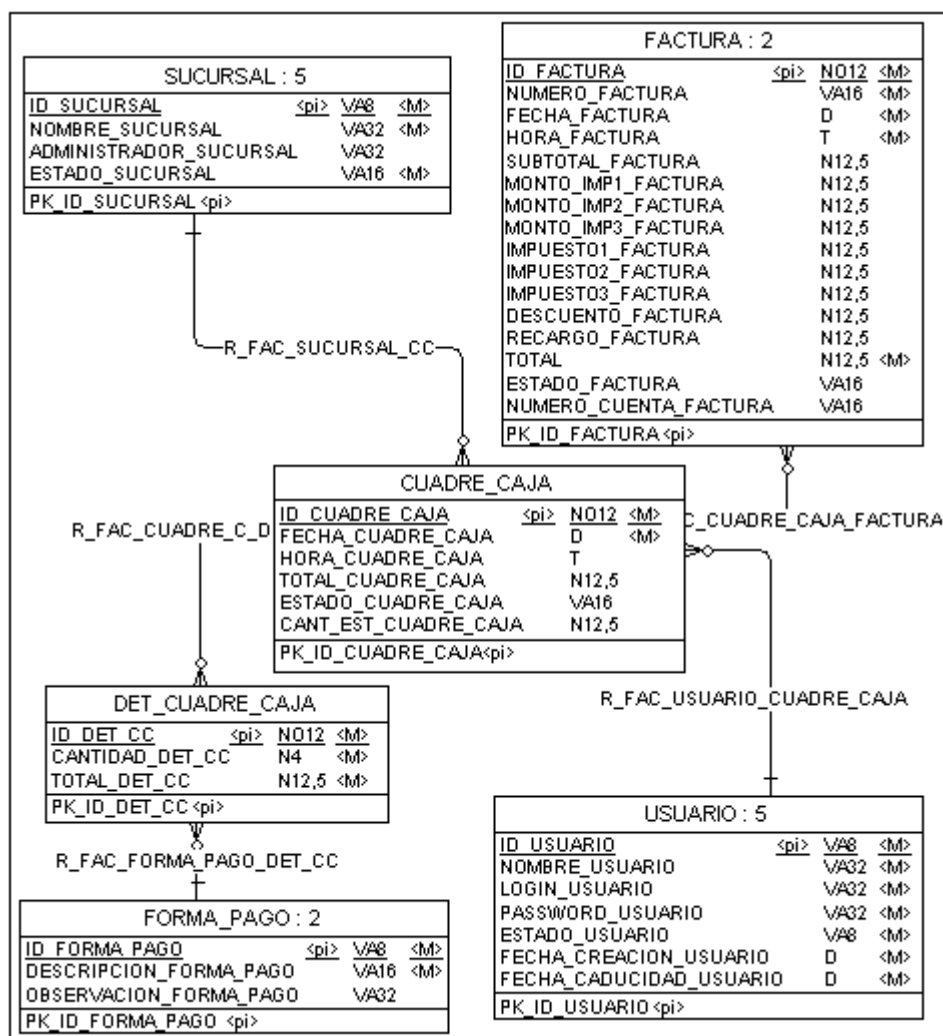 SUCURSAL : 5
ID_SUCURSAL <pi> VA8 <M>
NOMBRE_SUCURSAL VA32 <M>
ADMINISTRADOR_SUCURSAL VA32
ESTADO_SUCURSAL VA16 <M>
PK_ID_SUCURSAL <pi>
FACTURA : 2
ID_FACTURA <pi> NO12 <M>
NUMERO_FACTURA VA16 <M>
FECHA_FACTURA D <M>
HORA_FACTURA T <M>
SUBTOTAL_FACTURA N12,5
MONTO_IMP1_FACTURA N12,5
MONTO_IMP2_FACTURA N12,5
MONTO_IMP3_FACTURA N12,5
IMPUESTO1_FACTURA N12,5
IMPUESTO2_FACTURA N12,5
IMPUESTO3_FACTURA N12,5
DESCUENTO_FACTURA N12,5
RECARGO_FACTURA N12,5
TOTAL N12,5 <M>
ESTADO_FACTURA VA16
NUMERO_CUENTA_FACTURA VA16
PK_ID_FACTURA <pi>
R_FAC_SUCURSAL_CC
CUADRE_CAJA
ID_CUADRE_CAJA <pi> NO12 <M>
FECHA_CUADRE_CAJA D <M>
HORA_CUADRE_CAJA T
TOTAL_CUADRE_CAJA N12,5
ESTADO_CUADRE_CAJA VA16
CANT_EST_CUADRE_CAJA N12,5
PK_ID_CUADRE_CAJA <pi>
C_CUADRE_CAJA_FACTURA
R_FAC_CUADRE_C_D
R_FAC_USUARIO_CUADRE_CAJA
DET_CUADRE_CAJA
ID_DET_CC <pi> NO12 <M>
CANTIDAD_DET_CC N4 <M>
TOTAL_DET_CC N12,5 <M>
PK_ID_DET_CC <pi>
R_FAC_FORMA_PAGO_DET_CC
FORMA_PAGO : 2
ID_FORMA_PAGO <pi> VA8 <M>
DESCRIPCION_FORMA_PAGO VA16 <M>
OBSERVACION_FORMA_PAGO VA32
PK_ID_FORMA_PAGO <pi>
USUARIO : 5
ID_USUARIO <pi> VA8 <M>
NOMBRE_USUARIO VA32 <M>
LOGIN_USUARIO VA32 <M>
PASSWORD_USUARIO VA32 <M>
ESTADO_USUARIO VA8 <M>
FECHA_CREACION_USUARIO D <M>
FECHA_CADUCIDAD_USUARIO D <M>
PK_ID_USUARIO <pi>